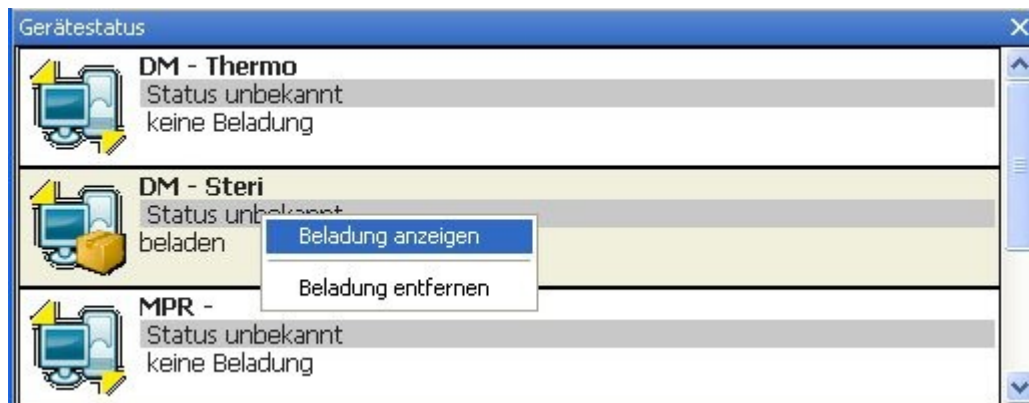 Gerätestatus
DM - Thermo
Status unbekannt
keine Beladung
DM - Steri
Status unbekannt
beladen
Beladung anzeigen
Beladung entfernen
MPR -
Status unbekannt
keine Beladung